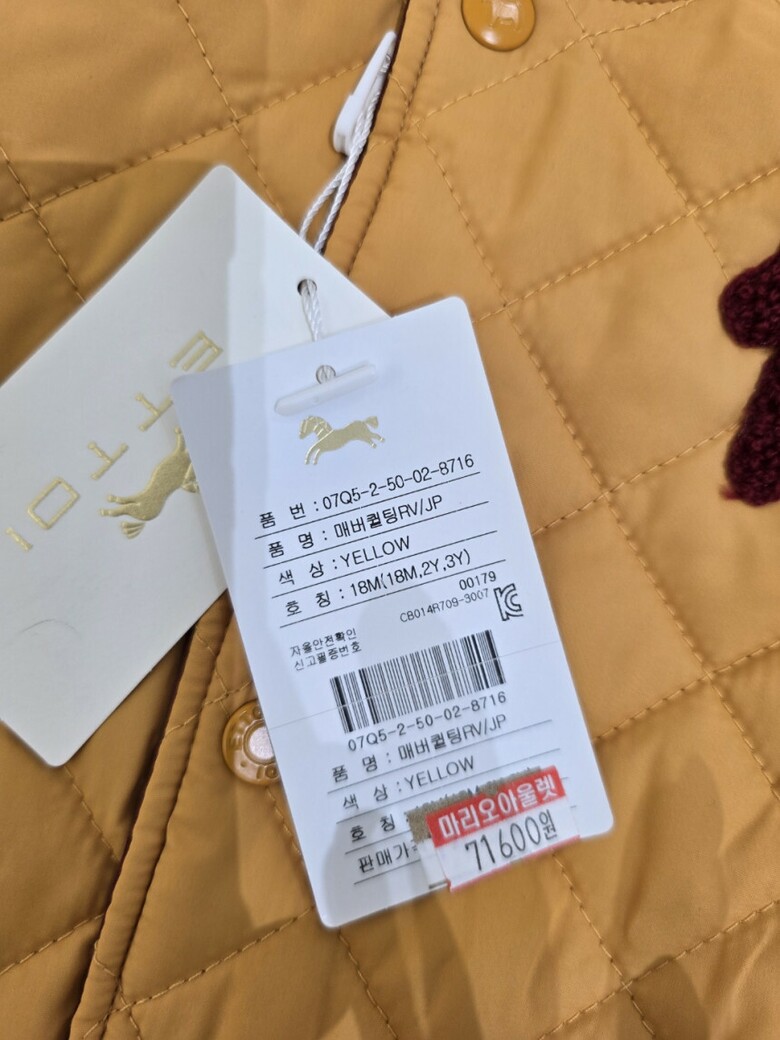 ETTOI
품 번 : 07Q5-2-50-02-8716
품 명 : 매버퀼팅RV/JP
색 상 : YELLOW
호 칭 : 18M(18M,2Y,3Y)
00179
자율안전확인
신고필증번호
CB014R709-3007
07Q5-2-50-02-8716
품 명 : 매버퀼팅RV/JP
색 상 : YELLOW
호 칭
판매가
마리오아울렛
71600원